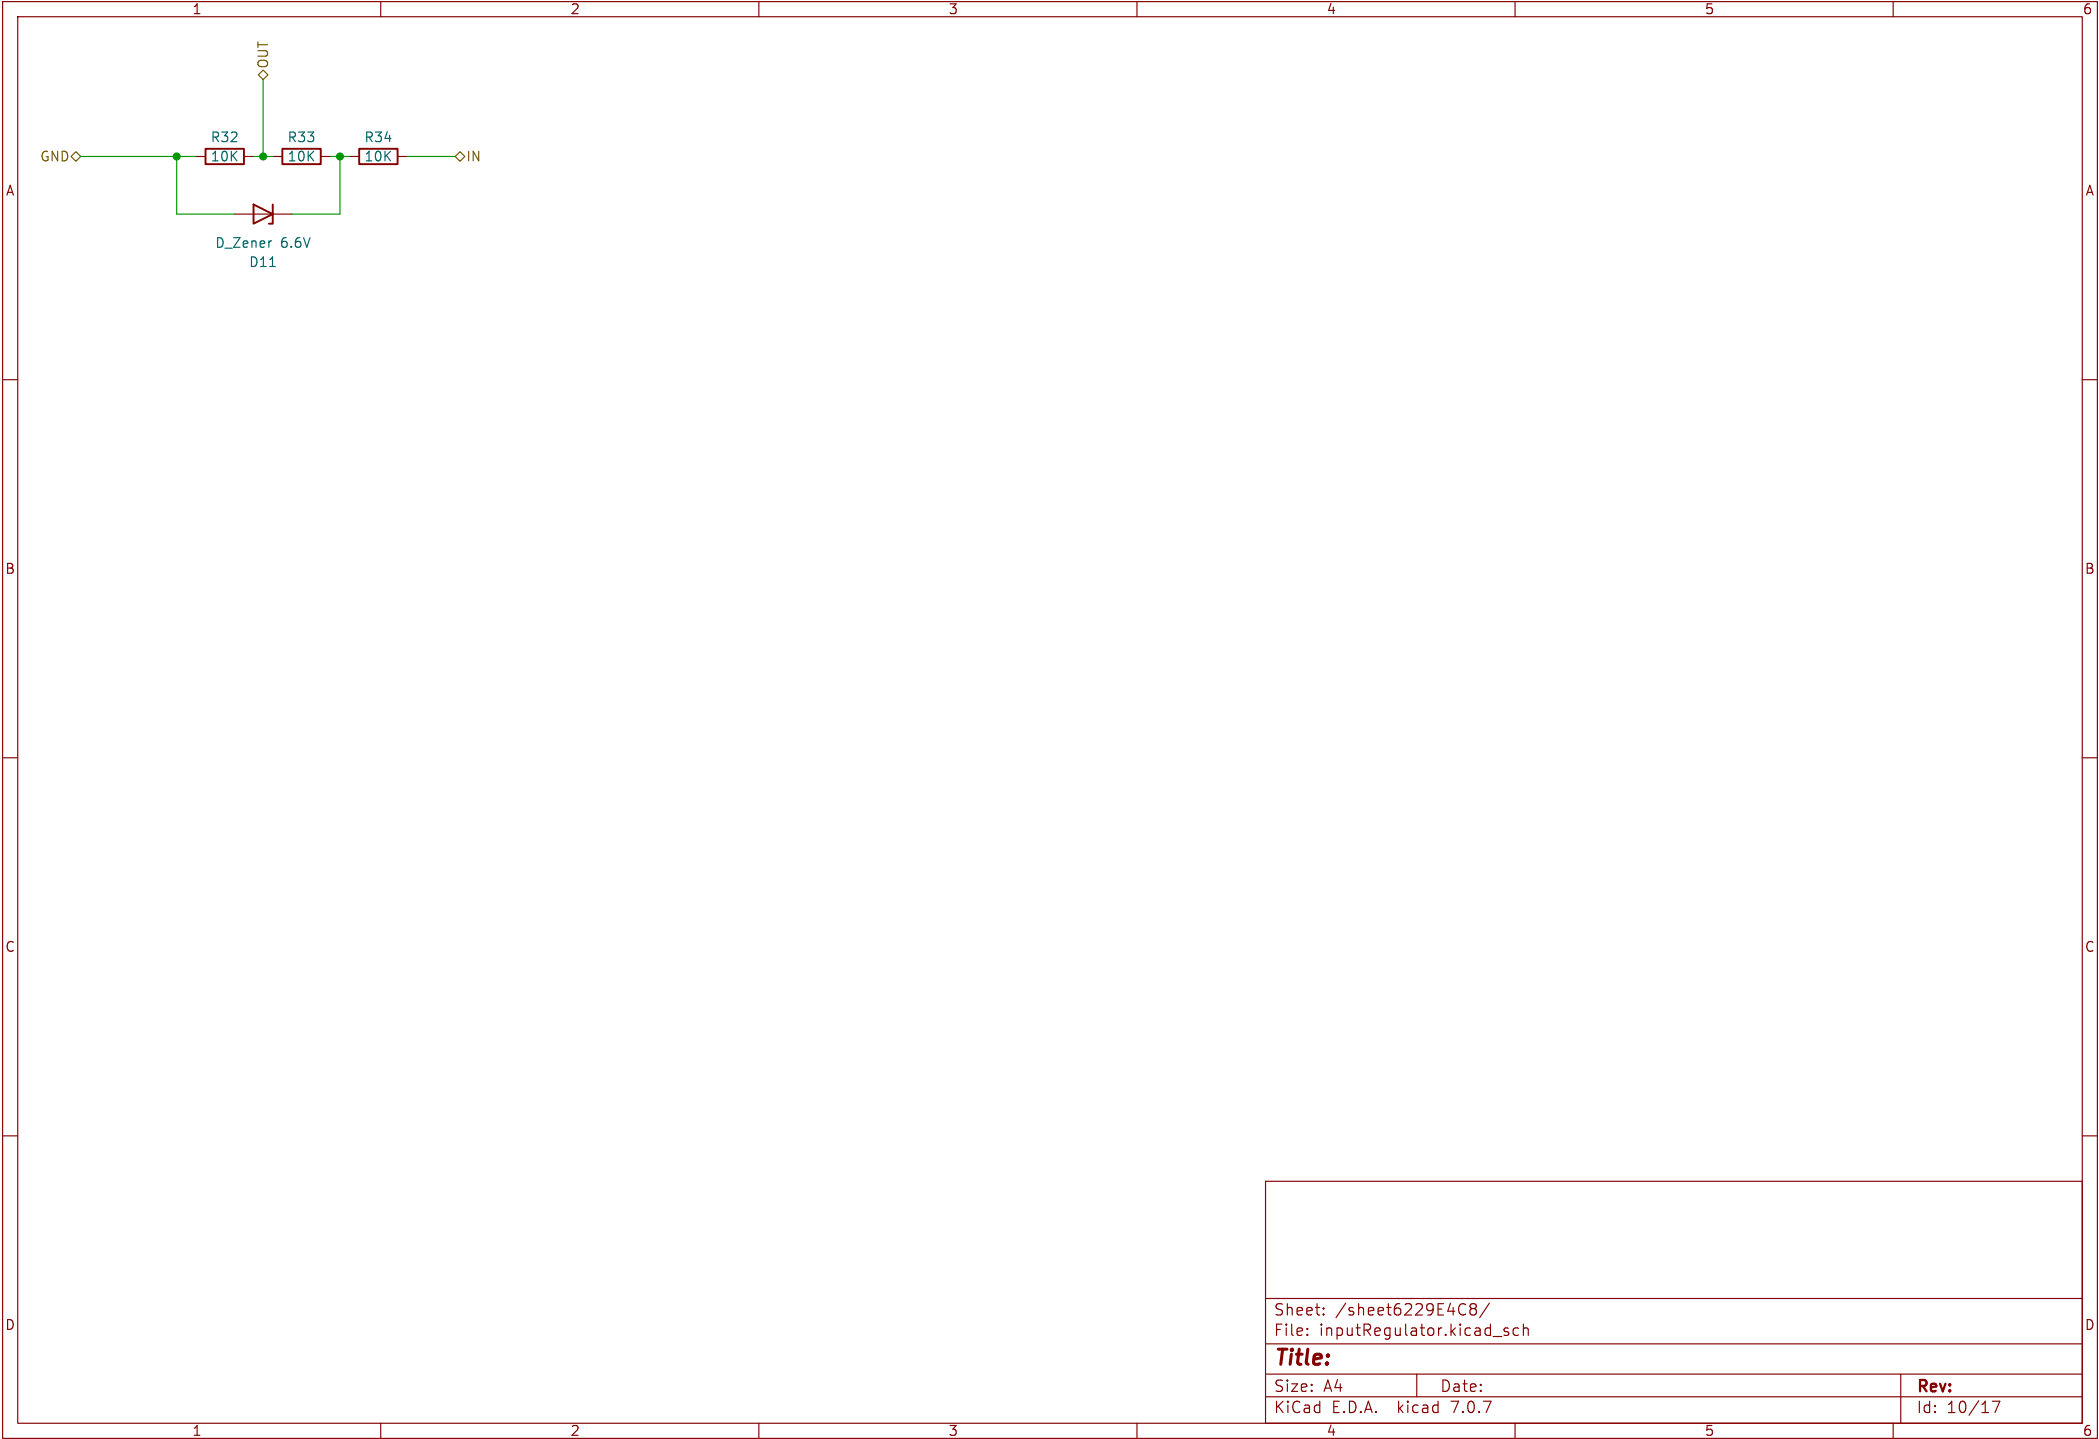 1 2 3 4 5 6
OUT
R32 R33 R34
GND 10K 10K 10K IN
A A
D_Zener 6.6V
D11
B B
C C
Sheet: /sheet6229E4C8/
D D
File: inputRegulator.kicad_sch
Title:
Size: A4 Date: Rev:
KiCad E.D.A. kicad 7.0.7 Id: 10/17
1 2 3 4 5 6